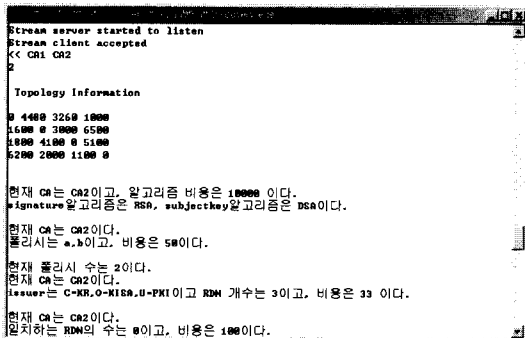 Stream server started to listen
Stream client accepted
<< CA1 CA2
2
Topology Information
0 4400 3260 1000
1600 0 3000 6500
1800 4100 0 5100
6200 2000 1100 0
현재 CA는 CA2이고, 알고리즘 비용은 10000 이다.
signature알고리즘은 RSA, subjectkey알고리즘은 DSA이다.
현재 CA는 CA2이다.
폴리시는 a,b이고, 비용은 50이다.
현재 폴리시 수는 2이다.
현재 CA는 CA2이다.
issuer는 C-KR,O-KISA,U-PKI이고 RDN 개수는 3이고, 비용은 33 이다.
현재 CA는 CA2이다.
일치하는 RDN의 수는 0이고, 비용은 100이다.